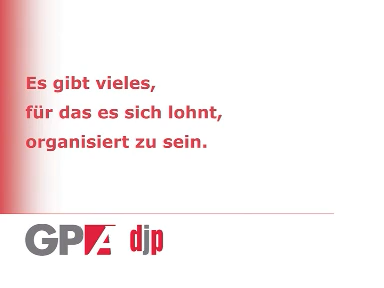 Es gibt vieles,
für das es sich lohnt,
organisiert zu sein.
GPA djp